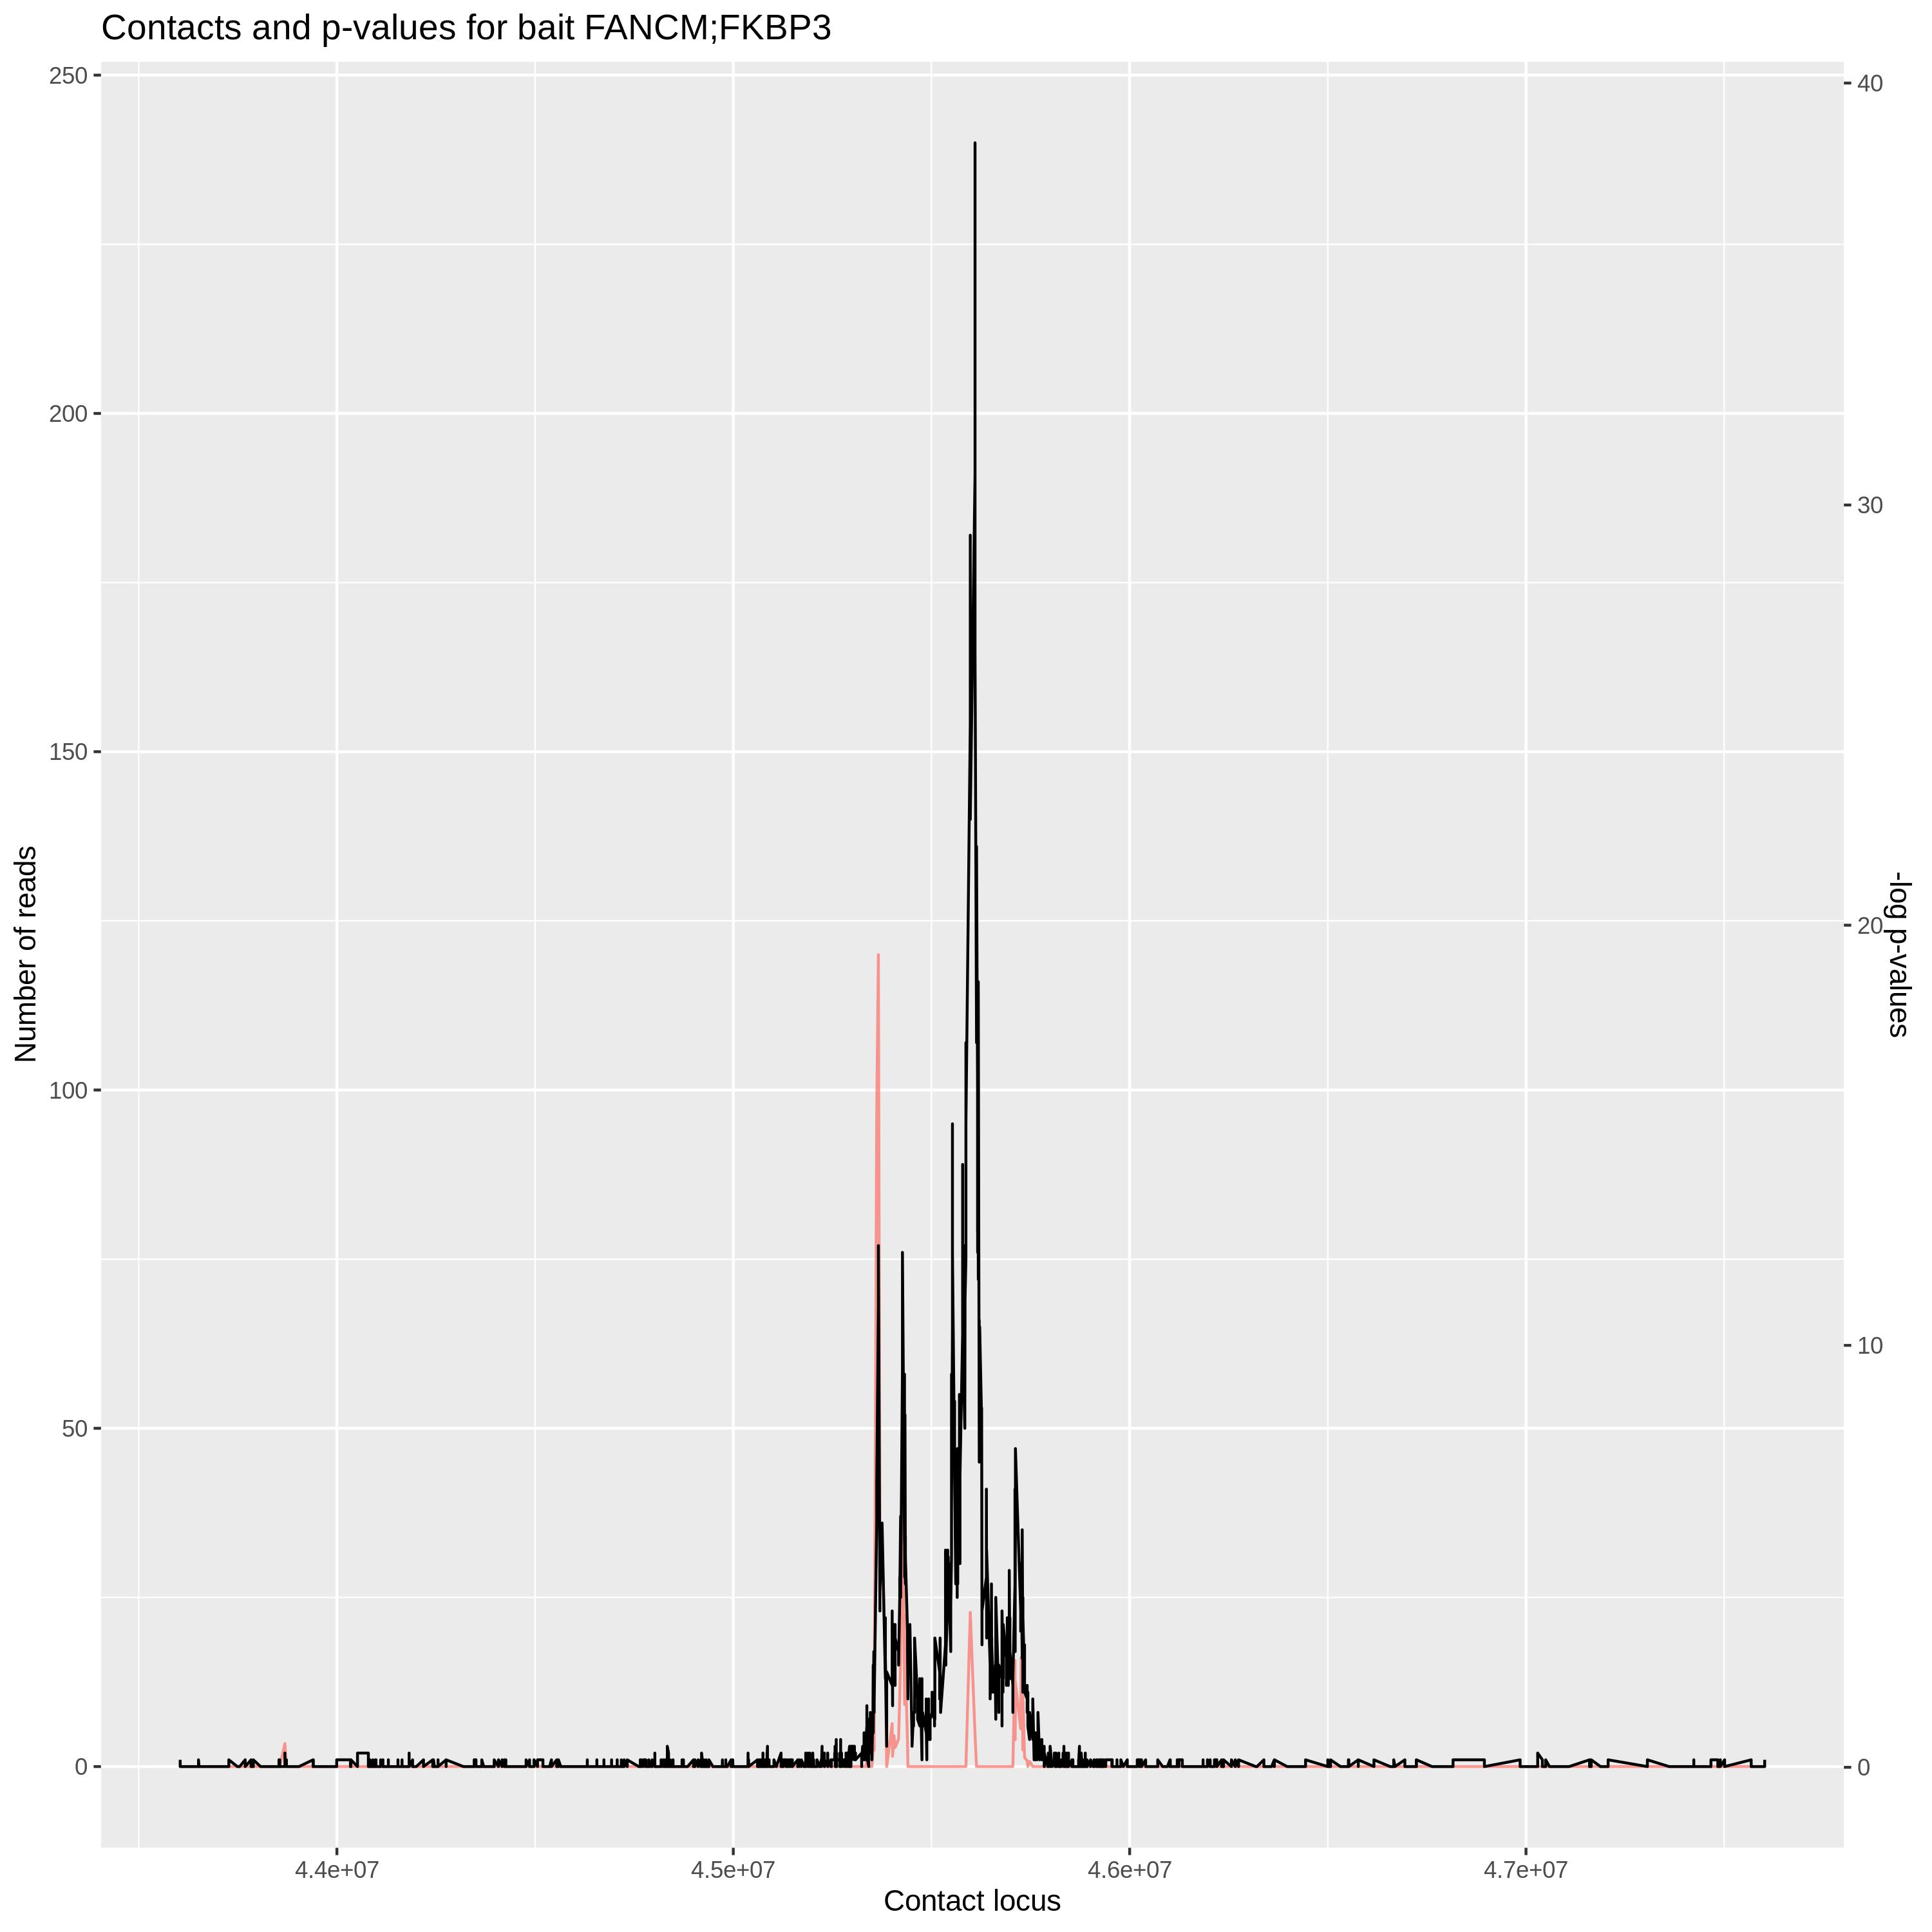 Contacts and p-values for bait FANCM;FKBP3
250
200
150
100
50
0
Number of reads
40
30
20
10
0
-log p-values
4.4e+07
4.5e+07
4.6e+07
4.7e+07
Contact locus